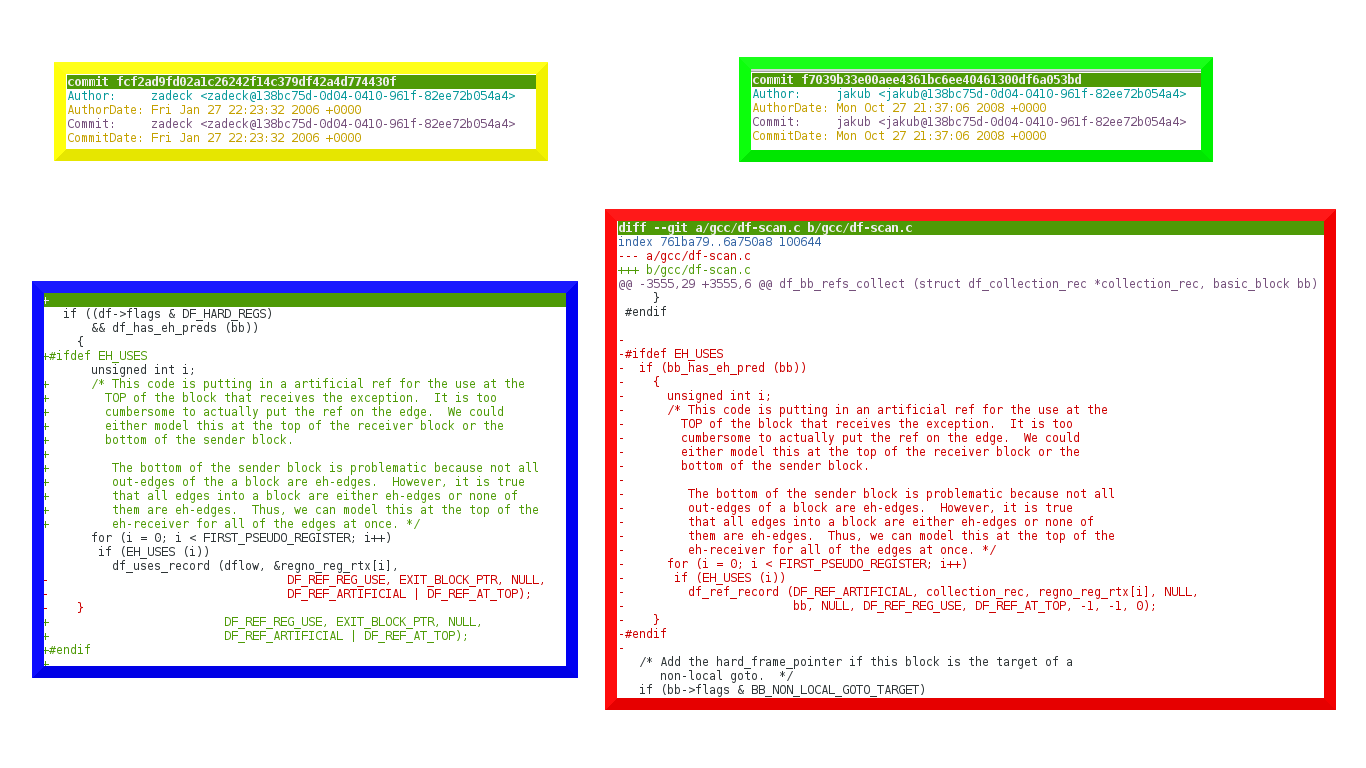 commit fcf2ad9fd02a1c26242f14c379df42a4d774430f
Author:     zadeck <zadeck@138bc75d-0d04-0410-961f-82ee72b054a4>
AuthorDate: Fri Jan 27 22:23:32 2006 +0000
Commit:     zadeck <zadeck@138bc75d-0d04-0410-961f-82ee72b054a4>
CommitDate: Fri Jan 27 22:23:32 2006 +0000
commit f7039b33e00aee4361bc6ee40461300df6a053bd
Author:     jakub <jakub@138bc75d-0d04-0410-961f-82ee72b054a4>
AuthorDate: Mon Oct 27 21:37:06 2008 +0000
Commit:     jakub <jakub@138bc75d-0d04-0410-961f-82ee72b054a4>
CommitDate: Mon Oct 27 21:37:06 2008 +0000
+
   if ((df->flags & DF_HARD_REGS)
       && df_has_eh_preds (bb))
     {
+#ifdef EH_USES
       unsigned int i;
+      /* This code is putting in a artificial ref for the use at the
+        TOP of the block that receives the exception.  It is too
+        cumbersome to actually put the ref on the edge.  We could
+        either model this at the top of the receiver block or the
+        bottom of the sender block.
+
+         The bottom of the sender block is problematic because not all
+         out-edges of the a block are eh-edges.  However, it is true
+         that all edges into a block are either eh-edges or none of
+         them are eh-edges.  Thus, we can model this at the top of the
+         eh-receiver for all of the edges at once. */
       for (i = 0; i < FIRST_PSEUDO_REGISTER; i++)
        if (EH_USES (i))
          df_uses_record (dflow, &regno_reg_rtx[i],
-                                  DF_REF_REG_USE, EXIT_BLOCK_PTR, NULL,
-                                  DF_REF_ARTIFICIAL | DF_REF_AT_TOP);
-    }
+                         DF_REF_REG_USE, EXIT_BLOCK_PTR, NULL,
+                         DF_REF_ARTIFICIAL | DF_REF_AT_TOP);
+#endif
+
diff --git a/gcc/df-scan.c b/gcc/df-scan.c
index 761ba79..6a750a8 100644
--- a/gcc/df-scan.c
+++ b/gcc/df-scan.c
@@ -3555,29 +3555,6 @@ df_bb_refs_collect (struct df_collection_rec *collection_rec, basic_block bb)
     }
 #endif
-
-#ifdef EH_USES
-  if (bb_has_eh_pred (bb))
-    {
-      unsigned int i;
-      /* This code is putting in an artificial ref for the use at the
-        TOP of the block that receives the exception.  It is too
-        cumbersome to actually put the ref on the edge.  We could
-        either model this at the top of the receiver block or the
-        bottom of the sender block.
-
-         The bottom of the sender block is problematic because not all
-         out-edges of a block are eh-edges.  However, it is true
-         that all edges into a block are either eh-edges or none of
-         them are eh-edges.  Thus, we can model this at the top of the
-         eh-receiver for all of the edges at once. */
-      for (i = 0; i < FIRST_PSEUDO_REGISTER; i++)
-       if (EH_USES (i))
-         df_ref_record (DF_REF_ARTIFICIAL, collection_rec, regno_reg_rtx[i], NULL,
-                        bb, NULL, DF_REF_REG_USE, DF_REF_AT_TOP, -1, -1, 0);
-    }
-#endif
-
   /* Add the hard_frame_pointer if this block is the target of a
      non-local goto.  */
   if (bb->flags & BB_NON_LOCAL_GOTO_TARGET)